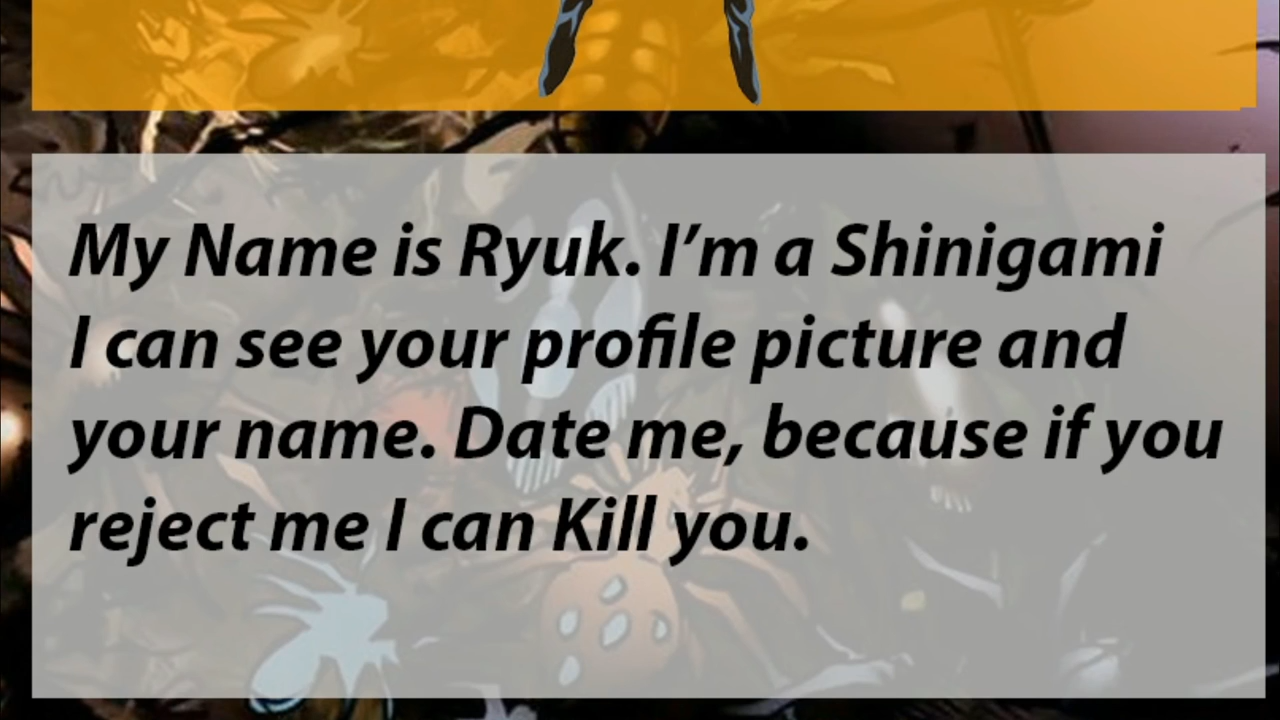 My Name is Ryuk. I’m a Shinigami
I can see your profile picture and
your name. Date me, because if you
reject me I can Kill you.